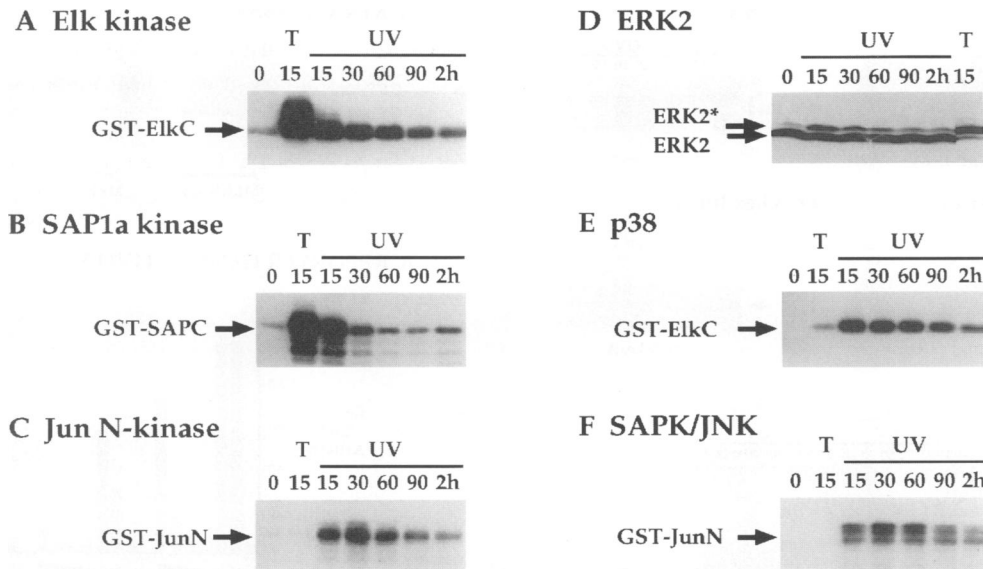 A Elk kinase
T UV
0 15 15 30 60 90 2h
GST-ElkC
B SAP1a kinase
T UV
0 15 15 30 60 90 2h
GST-SAPC
C Jun N-kinase
T UV
0 15 15 30 60 90 2h
GST-JunN
D ERK2
UV T
0 15 30 60 90 2h 15
ERK2*
ERK2
E p38
T UV
0 15 15 30 60 90 2h
GST-ElkC
F SAPK/JNK
T UV
0 15 15 30 60 90 2h
GST-JunN